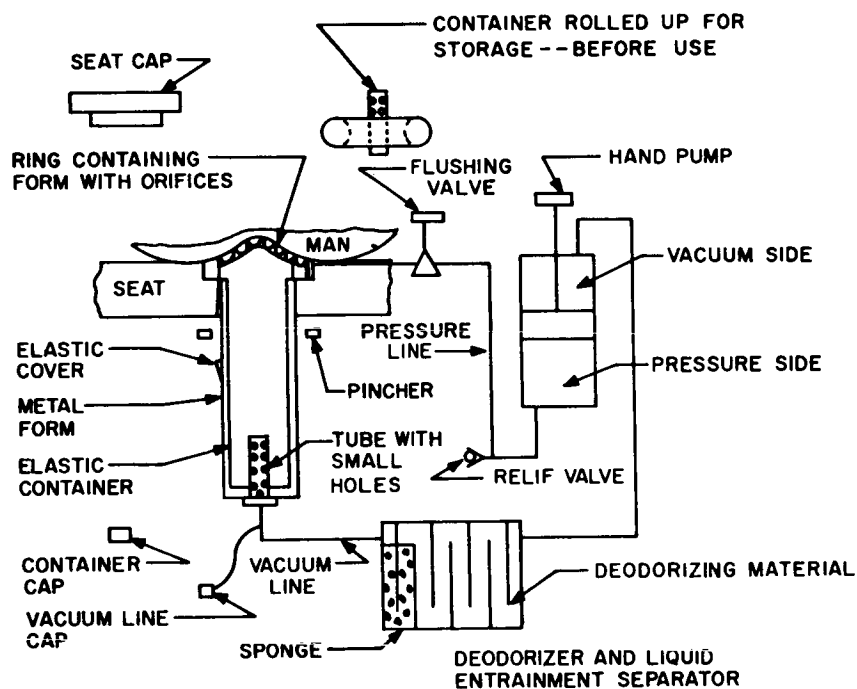 CONTAINER ROLLED UP FOR
STORAGE -- BEFORE USE
SEAT CAP
RING CONTAINING
FORM WITH ORIFICES
FLUSHING
VALVE
HAND PUMP
MAN
VACUUM SIDE
SEAT
PRESSURE
LINE
ELASTIC
COVER
PINCHER
PRESSURE SIDE
METAL
FORM
TUBE WITH
SMALL
HOLES
ELASTIC
CONTAINER
RELIF VALVE
CONTAINER
CAP
VACUUM
LINE
DEODORIZING MATERIAL
VACUUM LINE
CAP
SPONGE
DEODORIZER AND LIQUID
ENTRAINMENT SEPARATOR